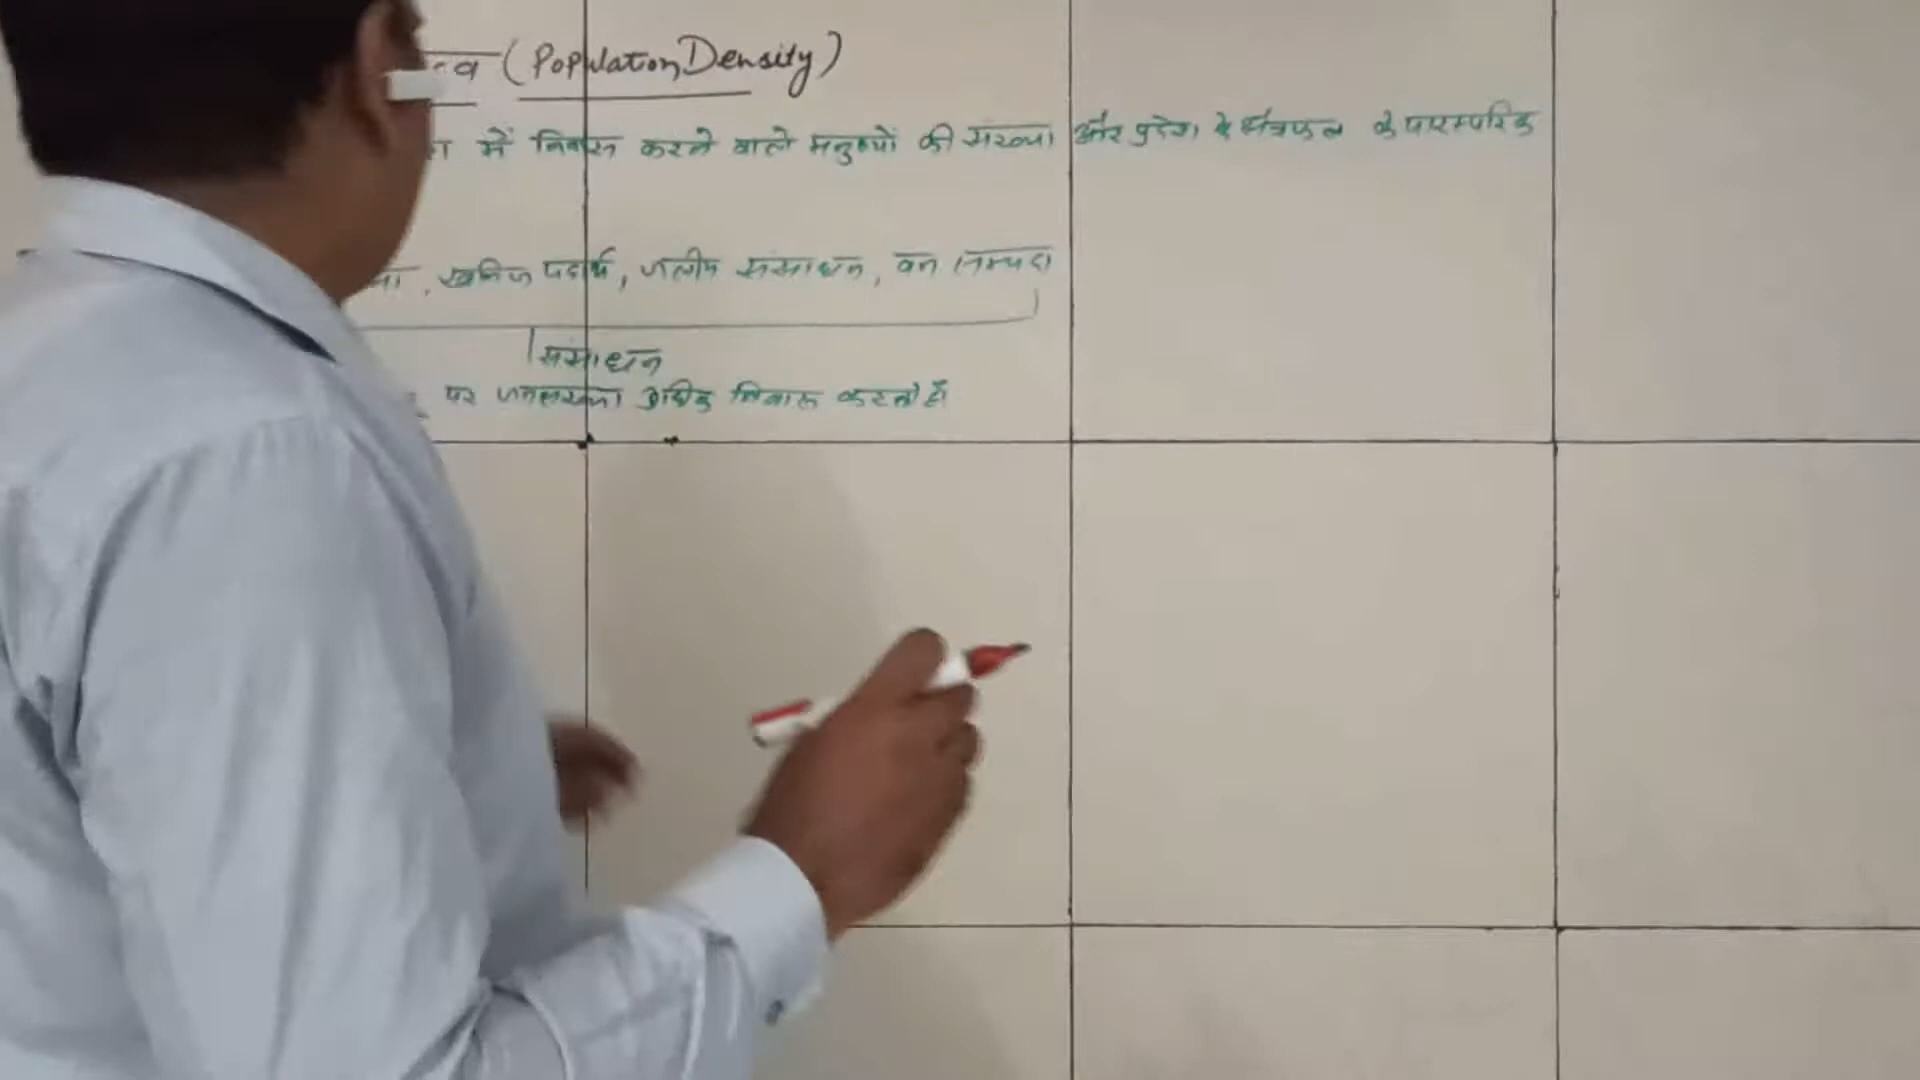 (Population Density)
में निवास करने वाले मनुष्यों की संख्या और प्रदेश के क्षेत्रफल के पारस्परिक
खनिज पदार्थ, जलीय संसाधन, वन सम्पदा
संसाधन
पर जनसंख्या अधिक निवास करती है।